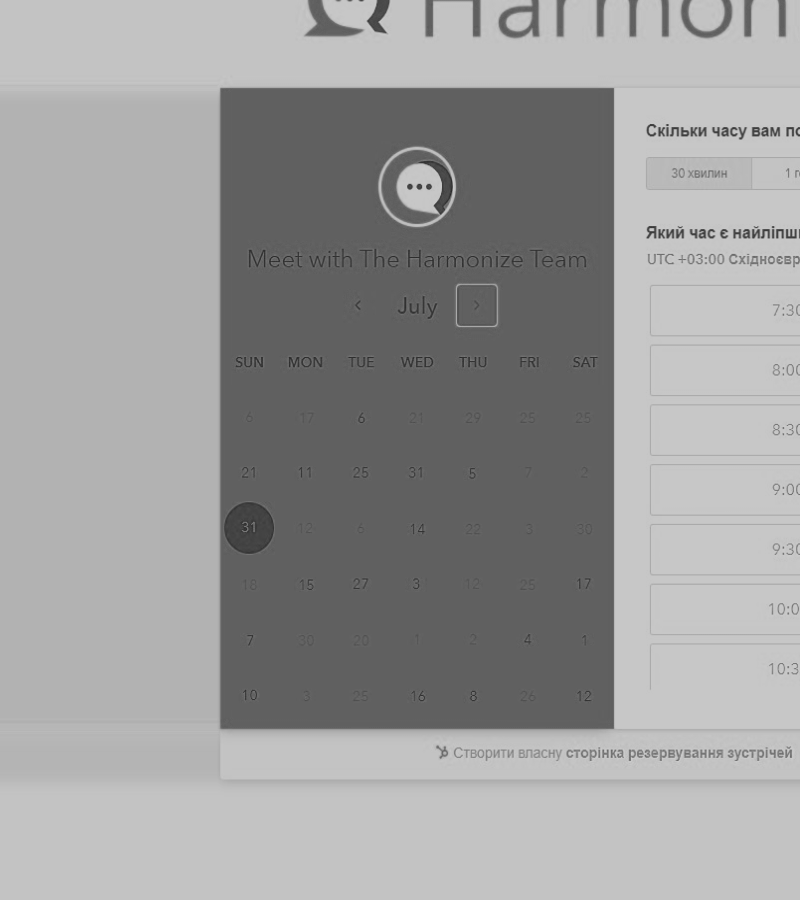 Harmoni
Meet with The Harmonize Team
July
SUN MON TUE WED THU FRI SAT
6 17 6 21 29 25 25
21 11 25 31 5 7 2
31 12 6 14 22 3 30
18 15 27 3 12 25 17
7 30 20 1 2 4 1
10 3 25 16 8 26 12
Скільки часу вам по
30 хвилин 1 г
Який час є найліпш
UTC +03:00 Східноєвр
7:30
8:00
8:30
9:00
9:30
10:0
10:3
Створити власну сторінка резервування зустрічей